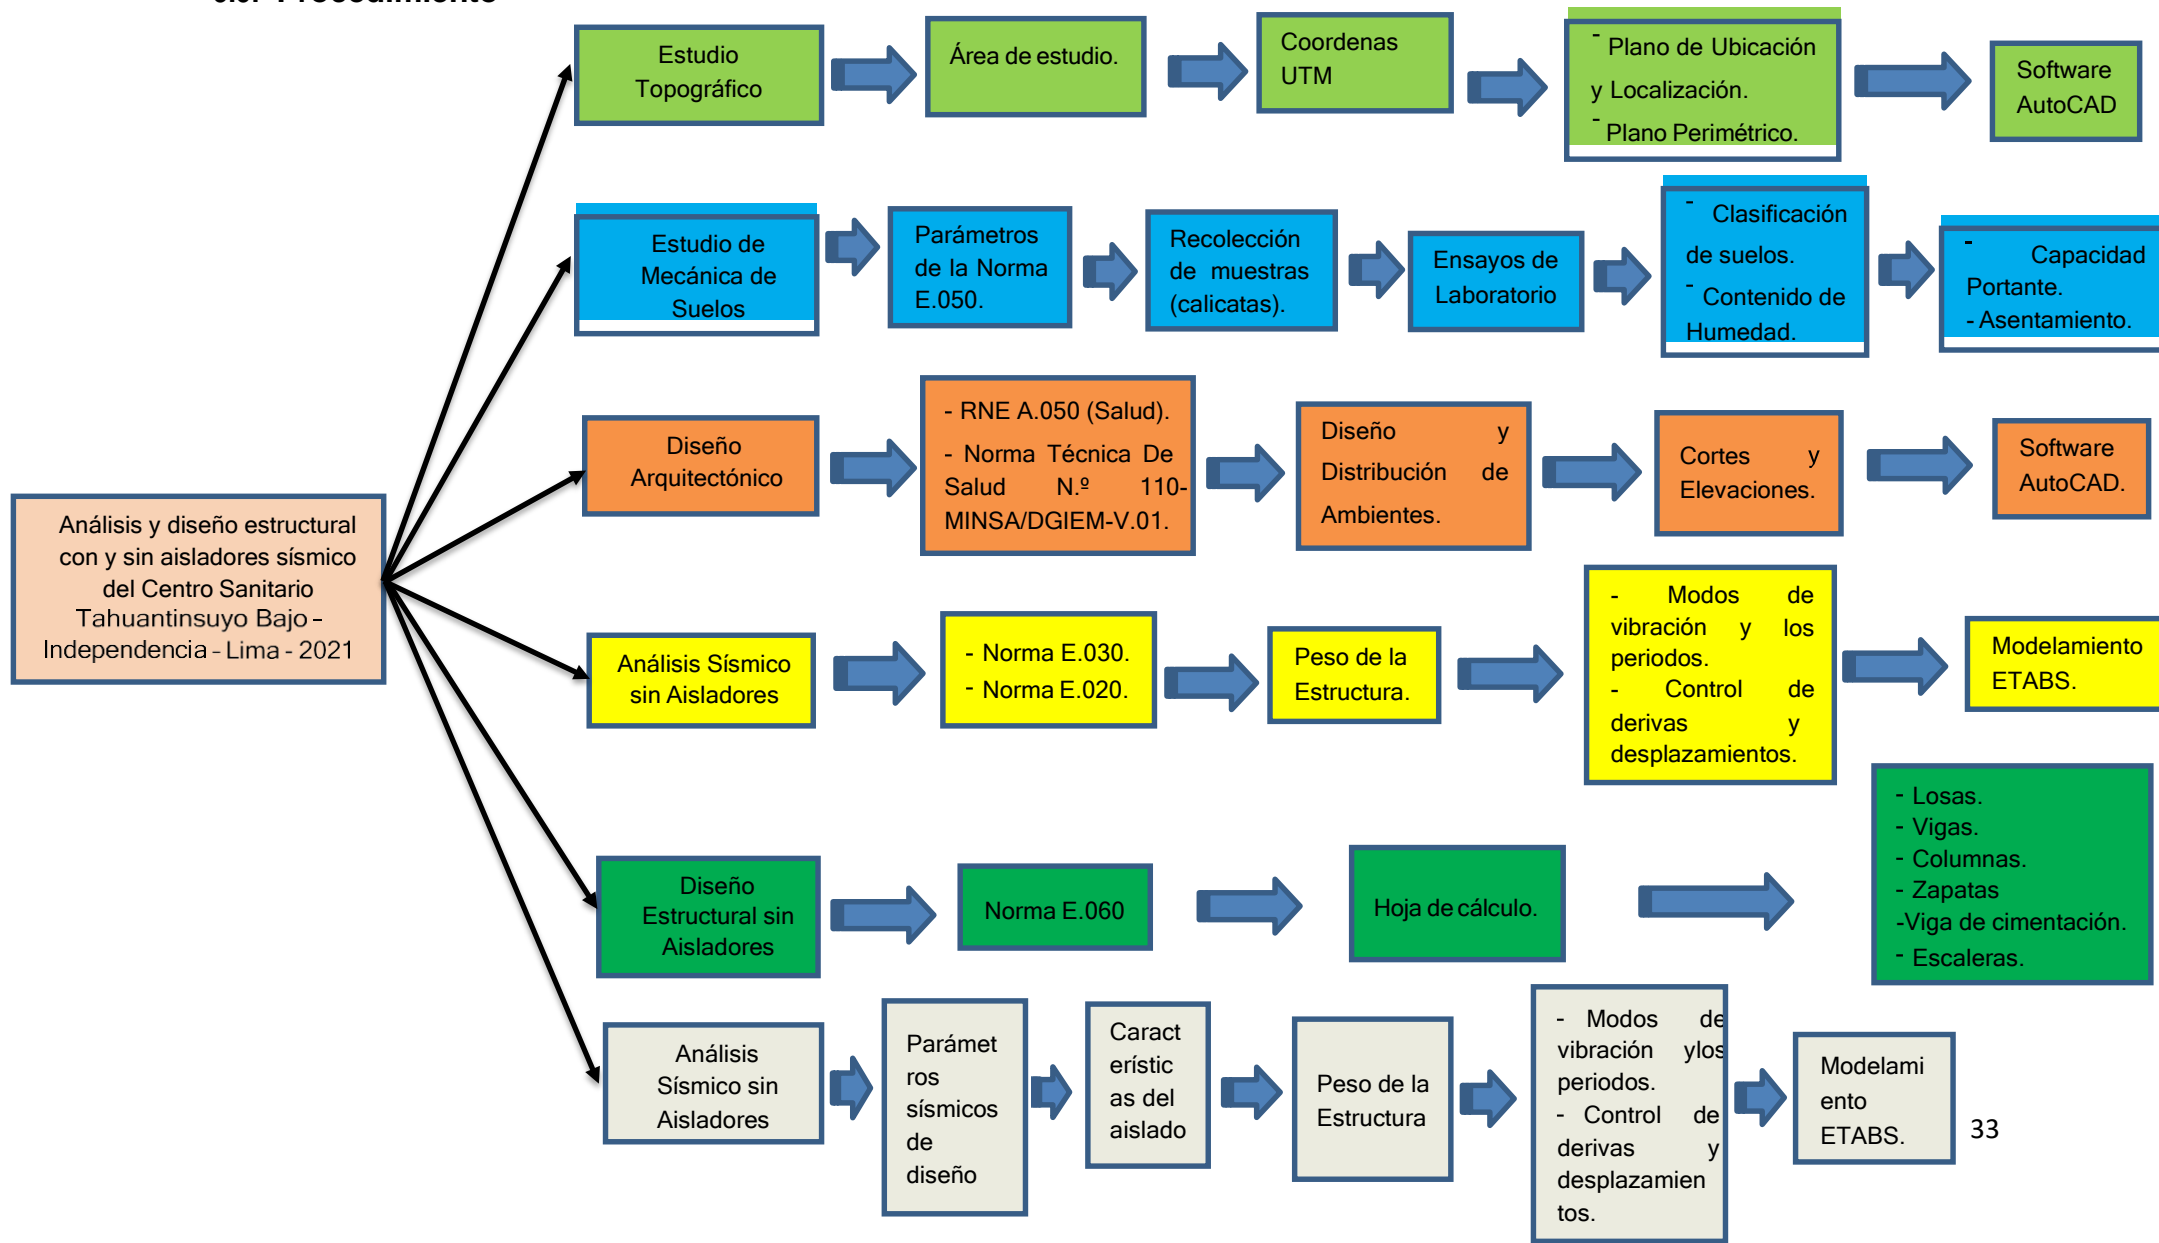 Procedimiento
Estudio
Topográfico
Área de estudio.
Coordenas
UTM
- Plano de Ubicación
y Localización.
- Plano Perimétrico.
Software
AutoCAD
Estudio de
Mecánica de
Suelos
Parámetros
de la Norma
E.050.
Recolección
de muestras
(calicatas).
Ensayos de
Laboratorio
- Clasificación
de suelos.
- Contenido de
Humedad.
- Capacidad
Portante.
- Asentamiento.
Diseño
Arquitectónico
- RNE A.050 (Salud).
- Norma Técnica De
Salud N.º 110-
MINSA/DGIEM-V.01.
Diseño y
Distribución de
Ambientes.
Cortes y
Elevaciones.
Software
AutoCAD.
Análisis y diseño estructural
con y sin aisladores sísmico
del Centro Sanitario
Tahuantinsuyo Bajo -
Independencia - Lima - 2021
Análisis Sísmico
sin Aisladores
- Norma E.030.
- Norma E.020.
Peso de la
Estructura.
- Modos de
vibración y los
periodos.
- Control de
derivas y
desplazamientos.
Modelamiento
ETABS.
Diseño
Estructural sin
Aisladores
Norma E.060
Hoja de cálculo.
- Losas.
- Vigas.
- Columnas.
- Zapatas
-Viga de cimentación.
- Escaleras.
Análisis
Sísmico sin
Aisladores
Parámet
ros
sísmicos
de
diseño
Caract
erístic
as del
aislado
Peso de la
Estructura
- Modos de
vibración ylos
periodos.
- Control de
derivas y
desplazamien
tos.
Modelami
ento
ETABS.
33